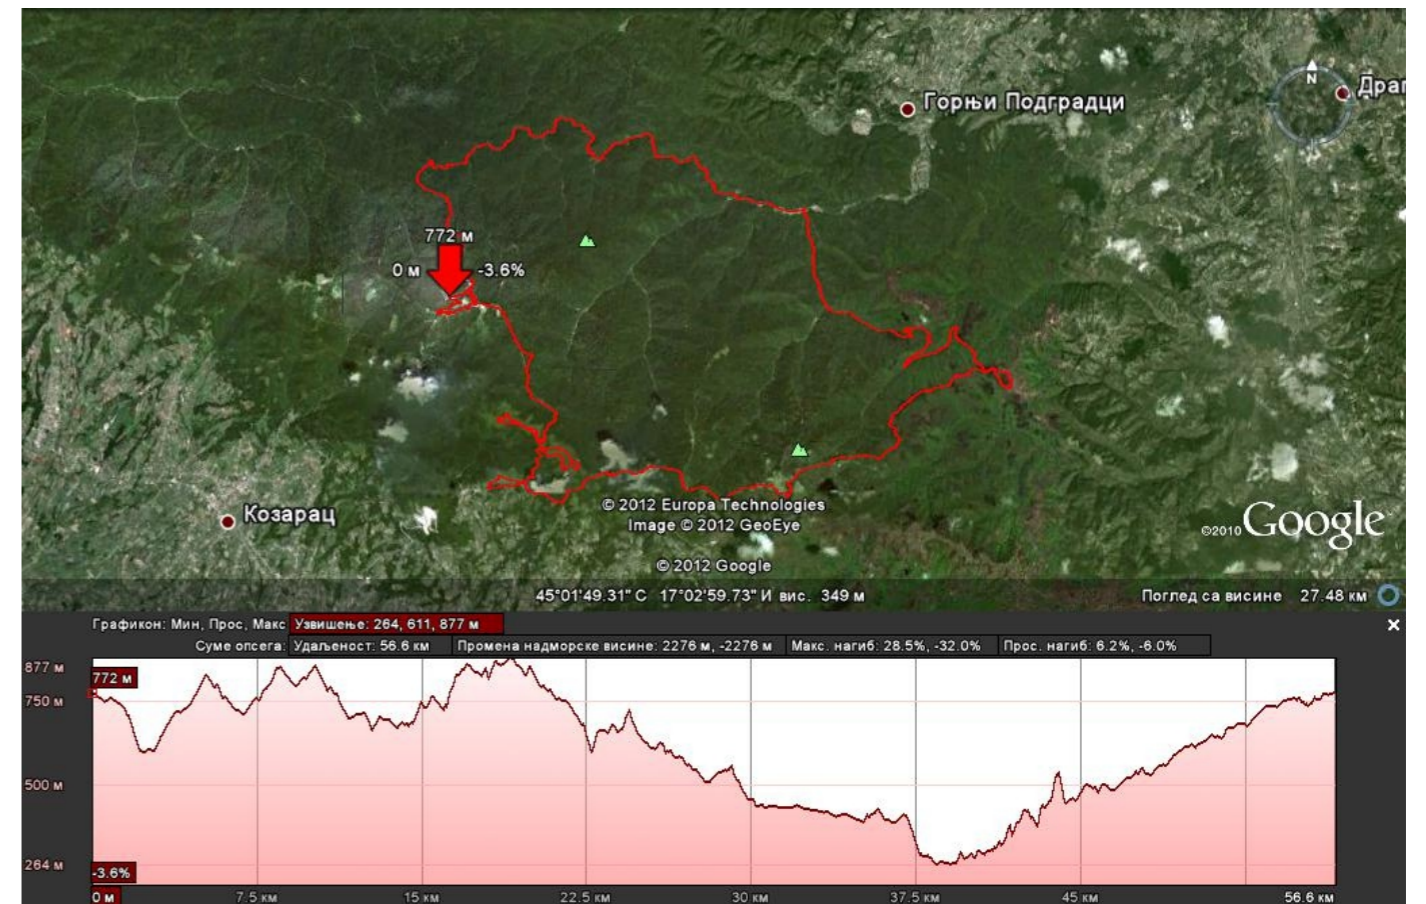 Горњи Подградци
Драг
N
772 м
0 м
-3.6%
Козарац
© 2012 Europa Technologies
Image © 2012 GeoEye
©2010 Google
© 2012 Google
45°01'49.31" С 17°02'59.73" И вис. 349 м
Поглед са висине 27.48 км
Графикон: Мин, Прос, Макс Узвишење: 264, 611, 877 м
Суме опсега: Удаљеност: 56.6 км Промена надморске висине: 2276 м, -2276 м Макс. нагиб: 28.5%, -32.0% Прос. нагиб: 6.2%, -6.0%
877 м
772 м
750 м
500 м
264 м
-3.6%
0 м 7.5 км 15 км 22.5 км 30 км 37.5 км 45 км 56.6 км